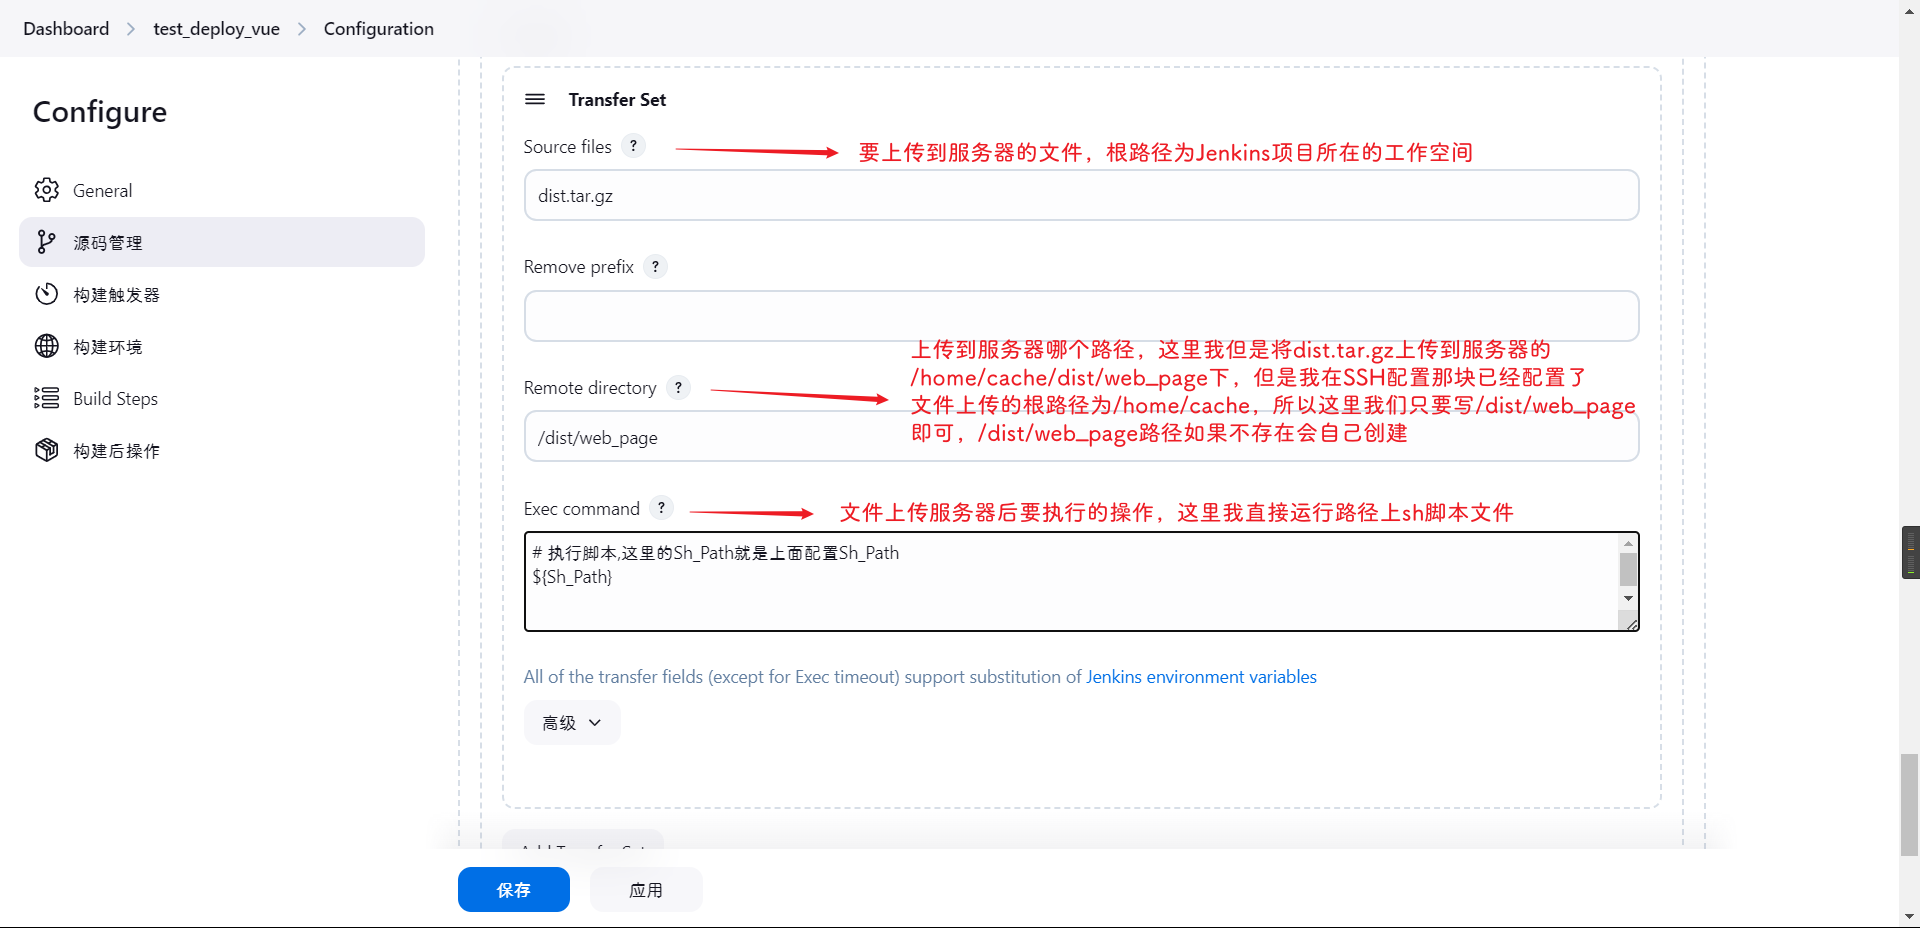 Dashboard > test_deploy_vue > Configuration
Configure
General
源码管理
构建触发器
构建环境
Build Steps
构建后操作
Transfer Set
Source files ?
要上传到服务器的文件，根路径为Jenkins项目所在的工作空间
dist.tar.gz
Remove prefix ?
上传到服务器哪个路径，这里我但是将dist.tar.gz上传到服务器的
/home/cache/dist/web_page下，但是我在SSH配置那块已经配置了
文件上传的根路径为/home/cache，所以这里我们只要写/dist/web_page
即可，/dist/web_page路径如果不存在会自己创建
Remote directory ?
/dist/web_page
Exec command ?
文件上传服务器后要执行的操作，这里我直接运行路径上sh脚本文件
# 执行脚本,这里的Sh_Path就是上面配置Sh_Path
${Sh_Path}
All of the transfer fields (except for Exec timeout) support substitution of Jenkins environment variables
高级
Add Transfer Set
保存
应用